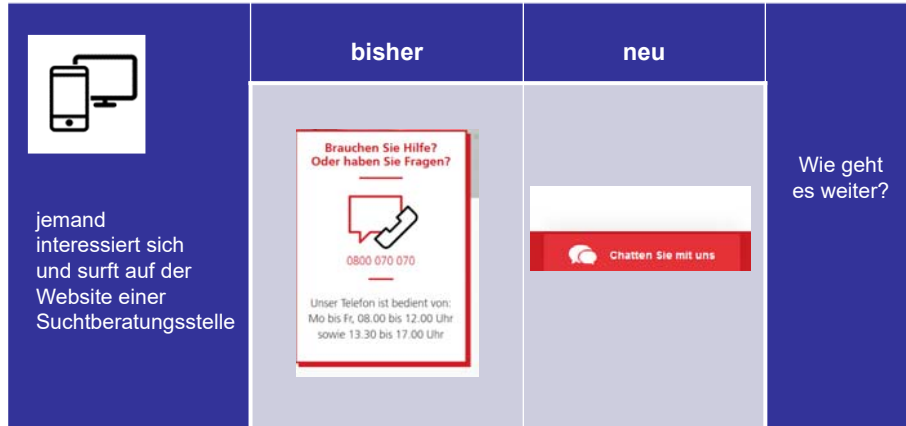 bisher
neu
jemand
interessiert sich
und surft auf der
Website einer
Suchtberatungsstelle
Brauchen Sie Hilfe?
Oder haben Sie Fragen?
0800 070 070
Unser Telefon ist bedient von:
Mo bis Fr, 08.00 bis 12.00 Uhr
sowie 13.30 bis 17.00 Uhr
Chatten Sie mit uns
Wie geht
es weiter?